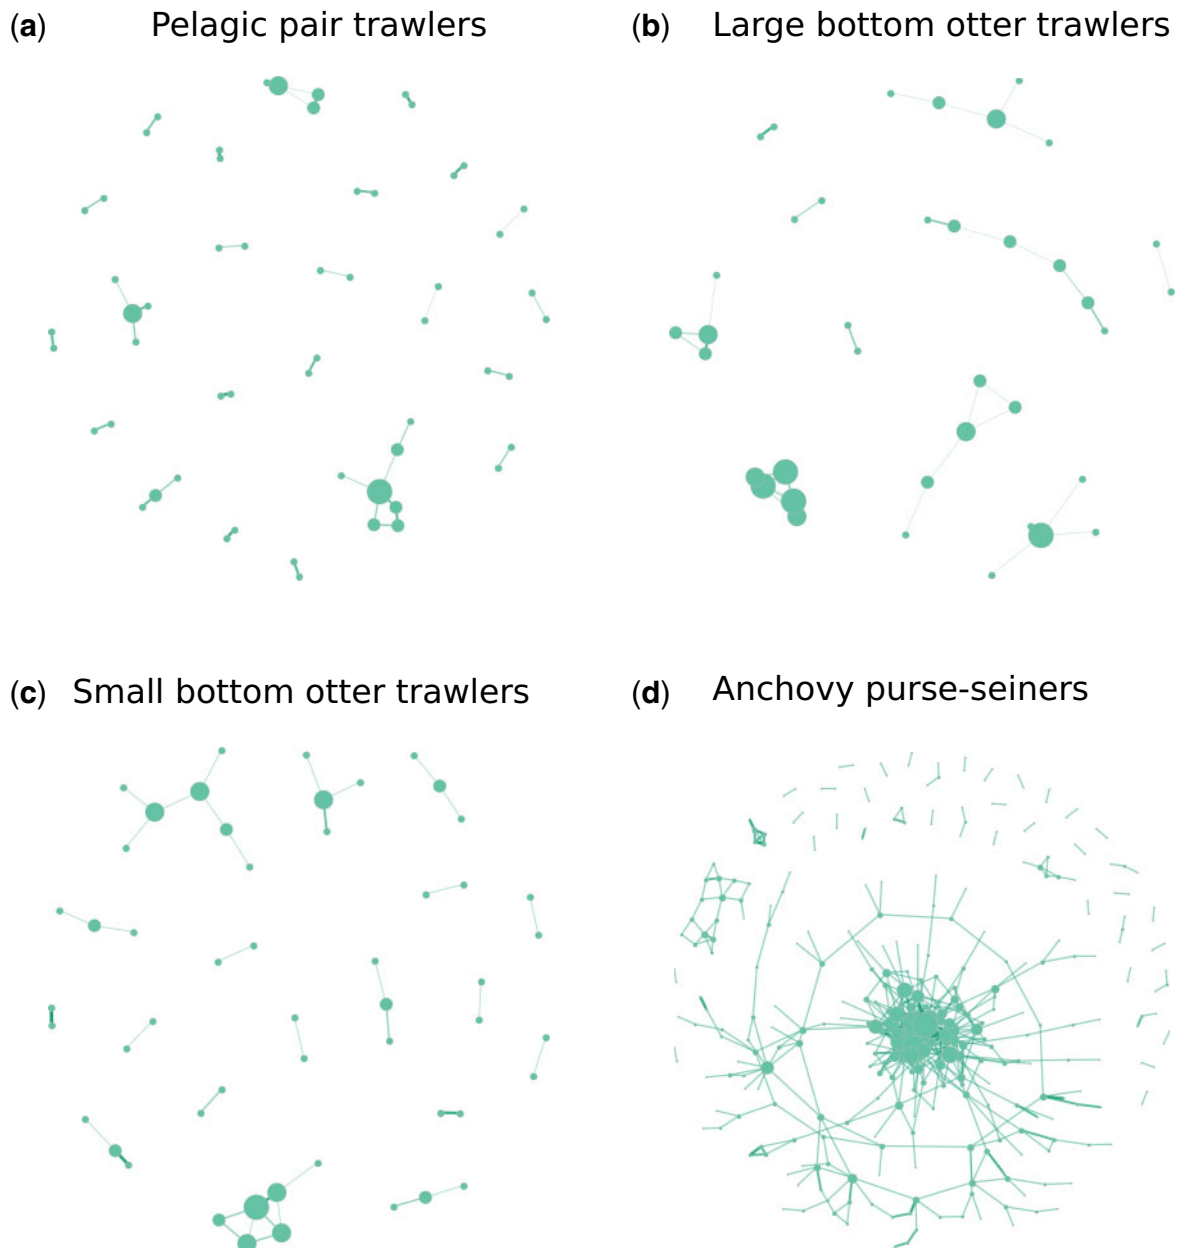 (a) Pelagic pair trawlers
(b) Large bottom otter trawlers
(c) Small bottom otter trawlers
(d) Anchovy purse-seiners